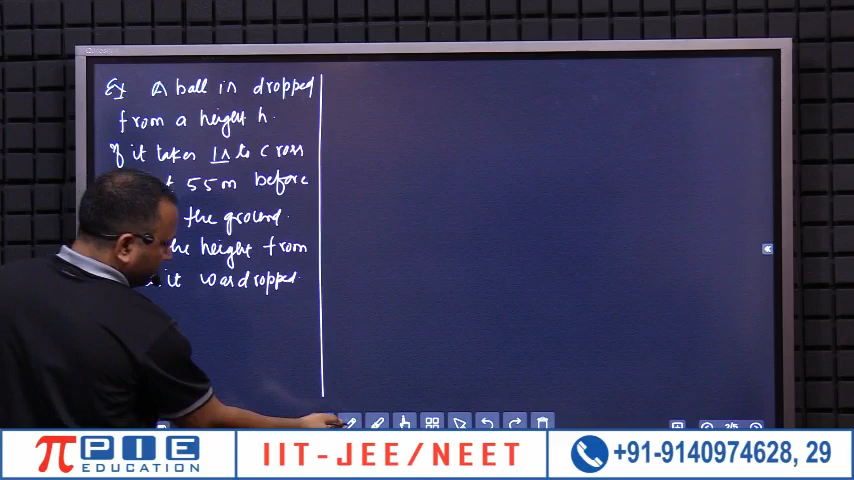 Ex A ball is dropped
from a height h.
If it takes 1s to cross
55m before
the ground.
the height from
it was dropped.
π PIE EDUCATION
IIT-JEE/NEET
+91-9140974628, 29